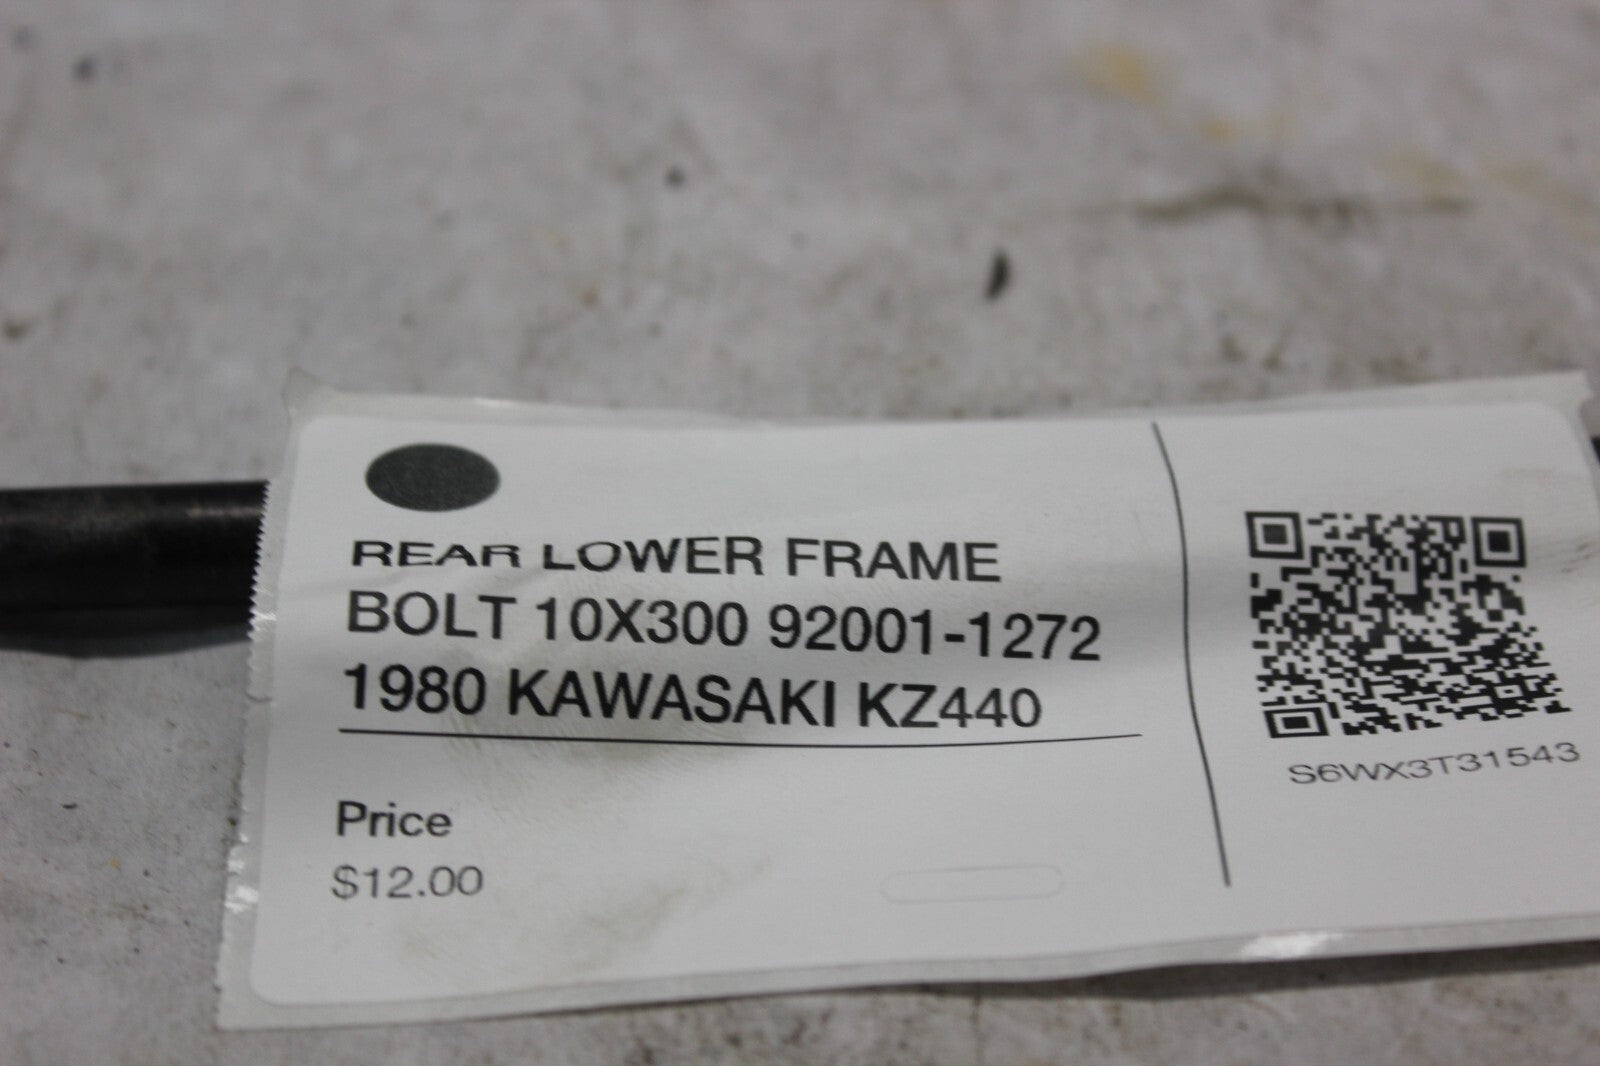 REAR LOWER FRAME
BOLT 10X300 92001-1272
1980 KAWASAKI KZ440
Price
$12.00
S6WX3T31543